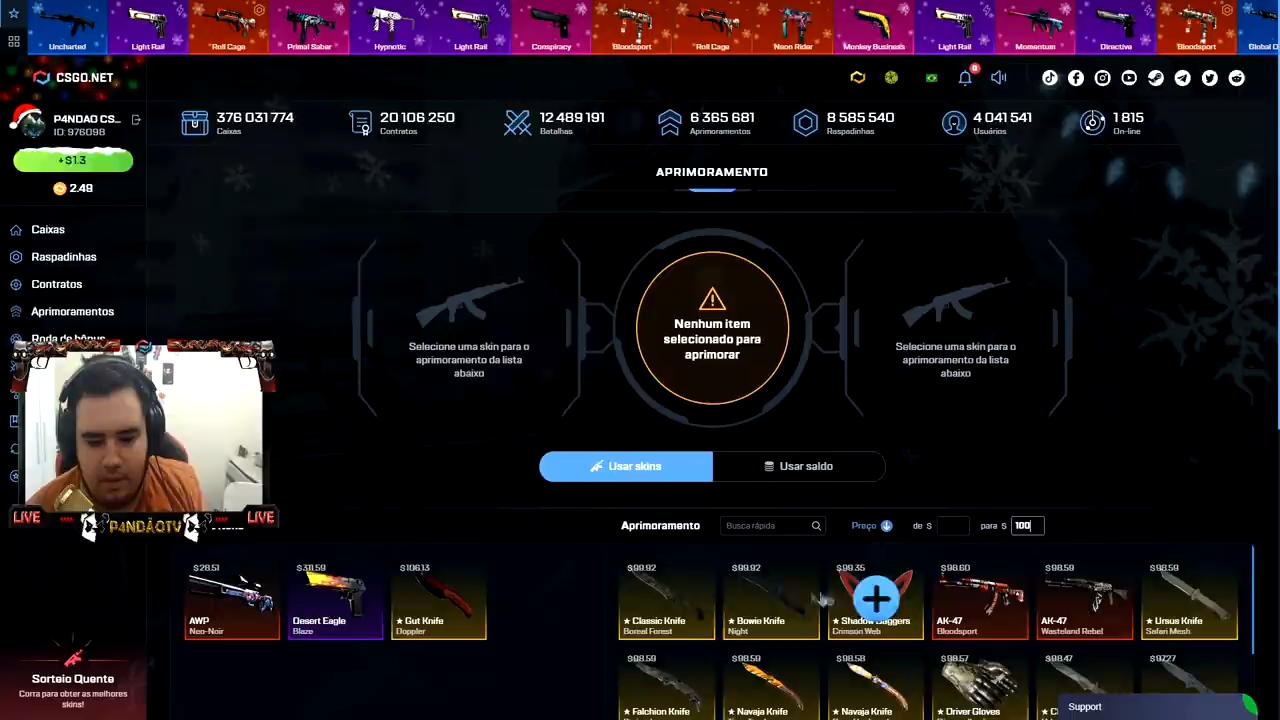 Uncharted
Light Rail
Roll Cage
Primal Saber
Hypnotic
Light Rail
Conspiracy
Bloodsport
Roll Cage
Neon Rider
Monkey Business
Light Rail
Momentum
Directive
Bloodsport
Global O
CSGO.NET
P4NDAO CS...
ID: 976098
+$1.3
2.49
376 031 774
Caixas
20 106 250
Contratos
12 489 191
Batalhas
6 365 681
Aprimoramentos
8 585 540
Raspadinhas
4 041 541
Usuários
1 815
On-line
Caixas
Raspadinhas
Contratos
Aprimoramentos
Roda de bônus
APRIMORAMENTO
Selecione uma skin para o
aprimoramento da lista
abaixo
Nenhum item
selecionado para
aprimorar
Selecione uma skin para o
aprimoramento da lista
abaixo
Usar skins
Usar saldo
LIVE
P4NDÃOTV
LIVE
Aprimoramento
Busca rápida
Preço
de $
para $
100
$28.51
AWP
Neo-Noir
$311.59
Desert Eagle
Blaze
$106.13
★ Gut Knife
Doppler
$99.92
★ Classic Knife
Boreal Forest
$99.92
★ Bowie Knife
Night
$99.35
★ Shadow Daggers
Crimson Web
$98.60
AK-47
Bloodsport
$98.59
AK-47
Wasteland Rebel
$98.59
★ Ursus Knife
Safari Mesh
$98.59
★ Falchion Knife
$98.59
★ Navaja Knife
$98.58
★ Navaja Knife
$98.57
★ Driver Gloves
$98.47
$97.27
Sorteio Quente
Corra para obter as melhores
skins!
Support